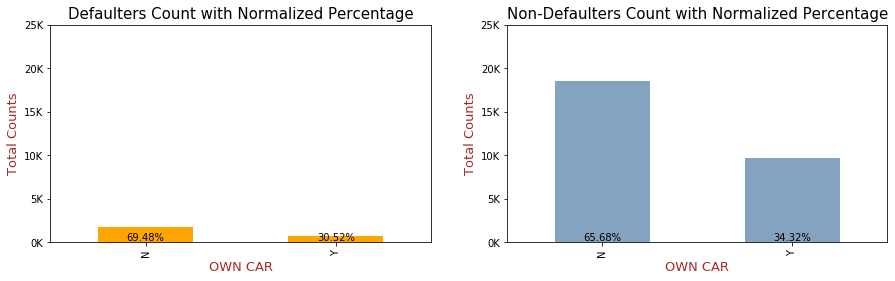 Defaulters Count with Normalized Percentage
25K
20K
15K
10K
5K
0K
Total Counts
69.48%
30.52%
N
Y
OWN CAR
Non-Defaulters Count with Normalized Percentage
25K
20K
15K
10K
5K
0K
Total Counts
65.68%
34.32%
N
Y
OWN CAR